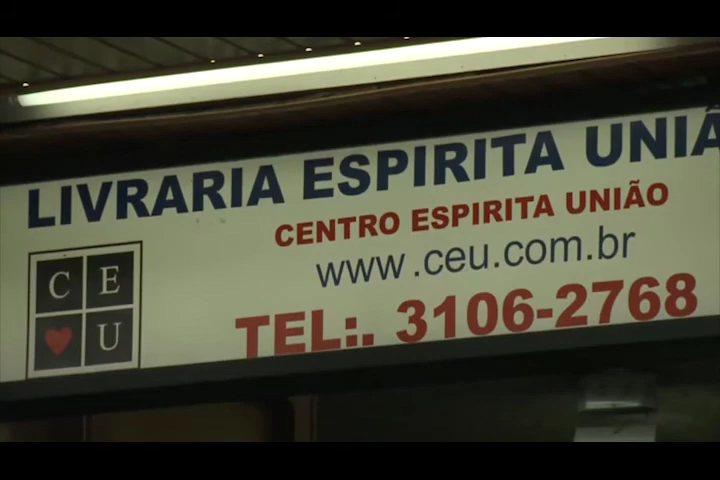 LIVRARIA ESPIRITA UNIÃ
CENTRO ESPIRITA UNIÃO
www.ceu.com.br
TEL:. 3106-2768
C E
U